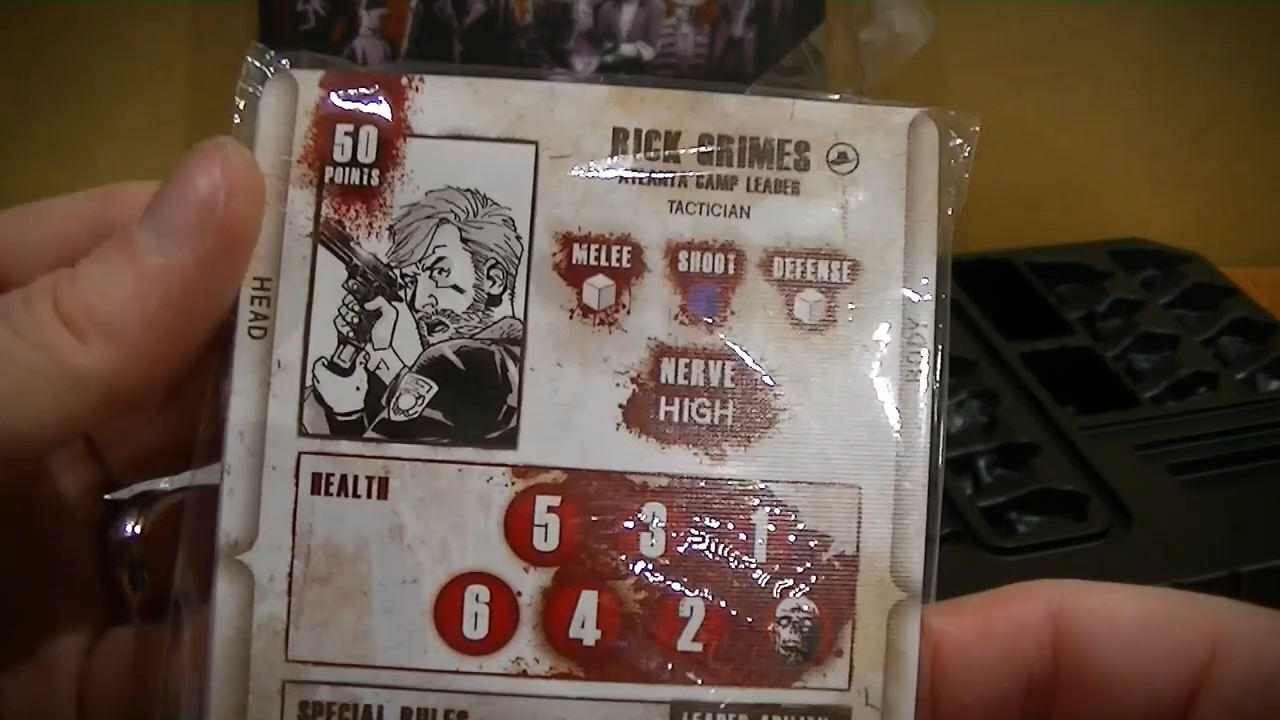 50
POINTS
RICK GRIMES
ATLANTA CAMP LEADER
TACTICIAN
MELEE
SHOOT
DEFENSE
NERVE
HIGH
HEAD
BODY
HEALTH
5 3 1
6 4 2
SPECIAL RULES
LEADER ABILITY